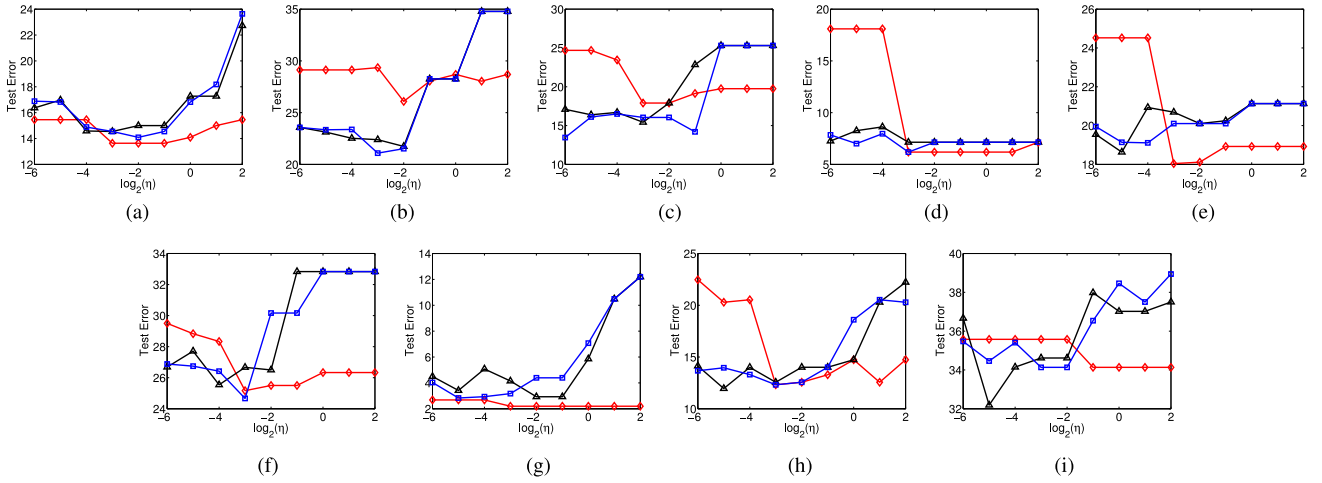 24
22
20
18
16
14
12
Test Error
−6 −4 −2 0 2
log2(η)
(a)
35
30
25
20
Test Error
−6 −4 −2 0 2
log2(η)
(b)
30
25
20
15
10
Test Error
−6 −4 −2 0 2
log2(η)
(c)
20
15
10
5
Test Error
−6 −4 −2 0 2
log2(η)
(d)
26
24
22
20
18
Test Error
−6 −4 −2 0 2
log2(η)
(e)
34
32
30
28
26
24
Test Error
−6 −4 −2 0 2
log2(η)
(f)
14
12
10
8
6
4
2
Test Error
−6 −4 −2 0 2
log2(η)
(g)
25
20
15
10
Test Error
−6 −4 −2 0 2
log2(η)
(h)
40
38
36
34
32
Test Error
−6 −4 −2 0 2
log2(η)
(i)